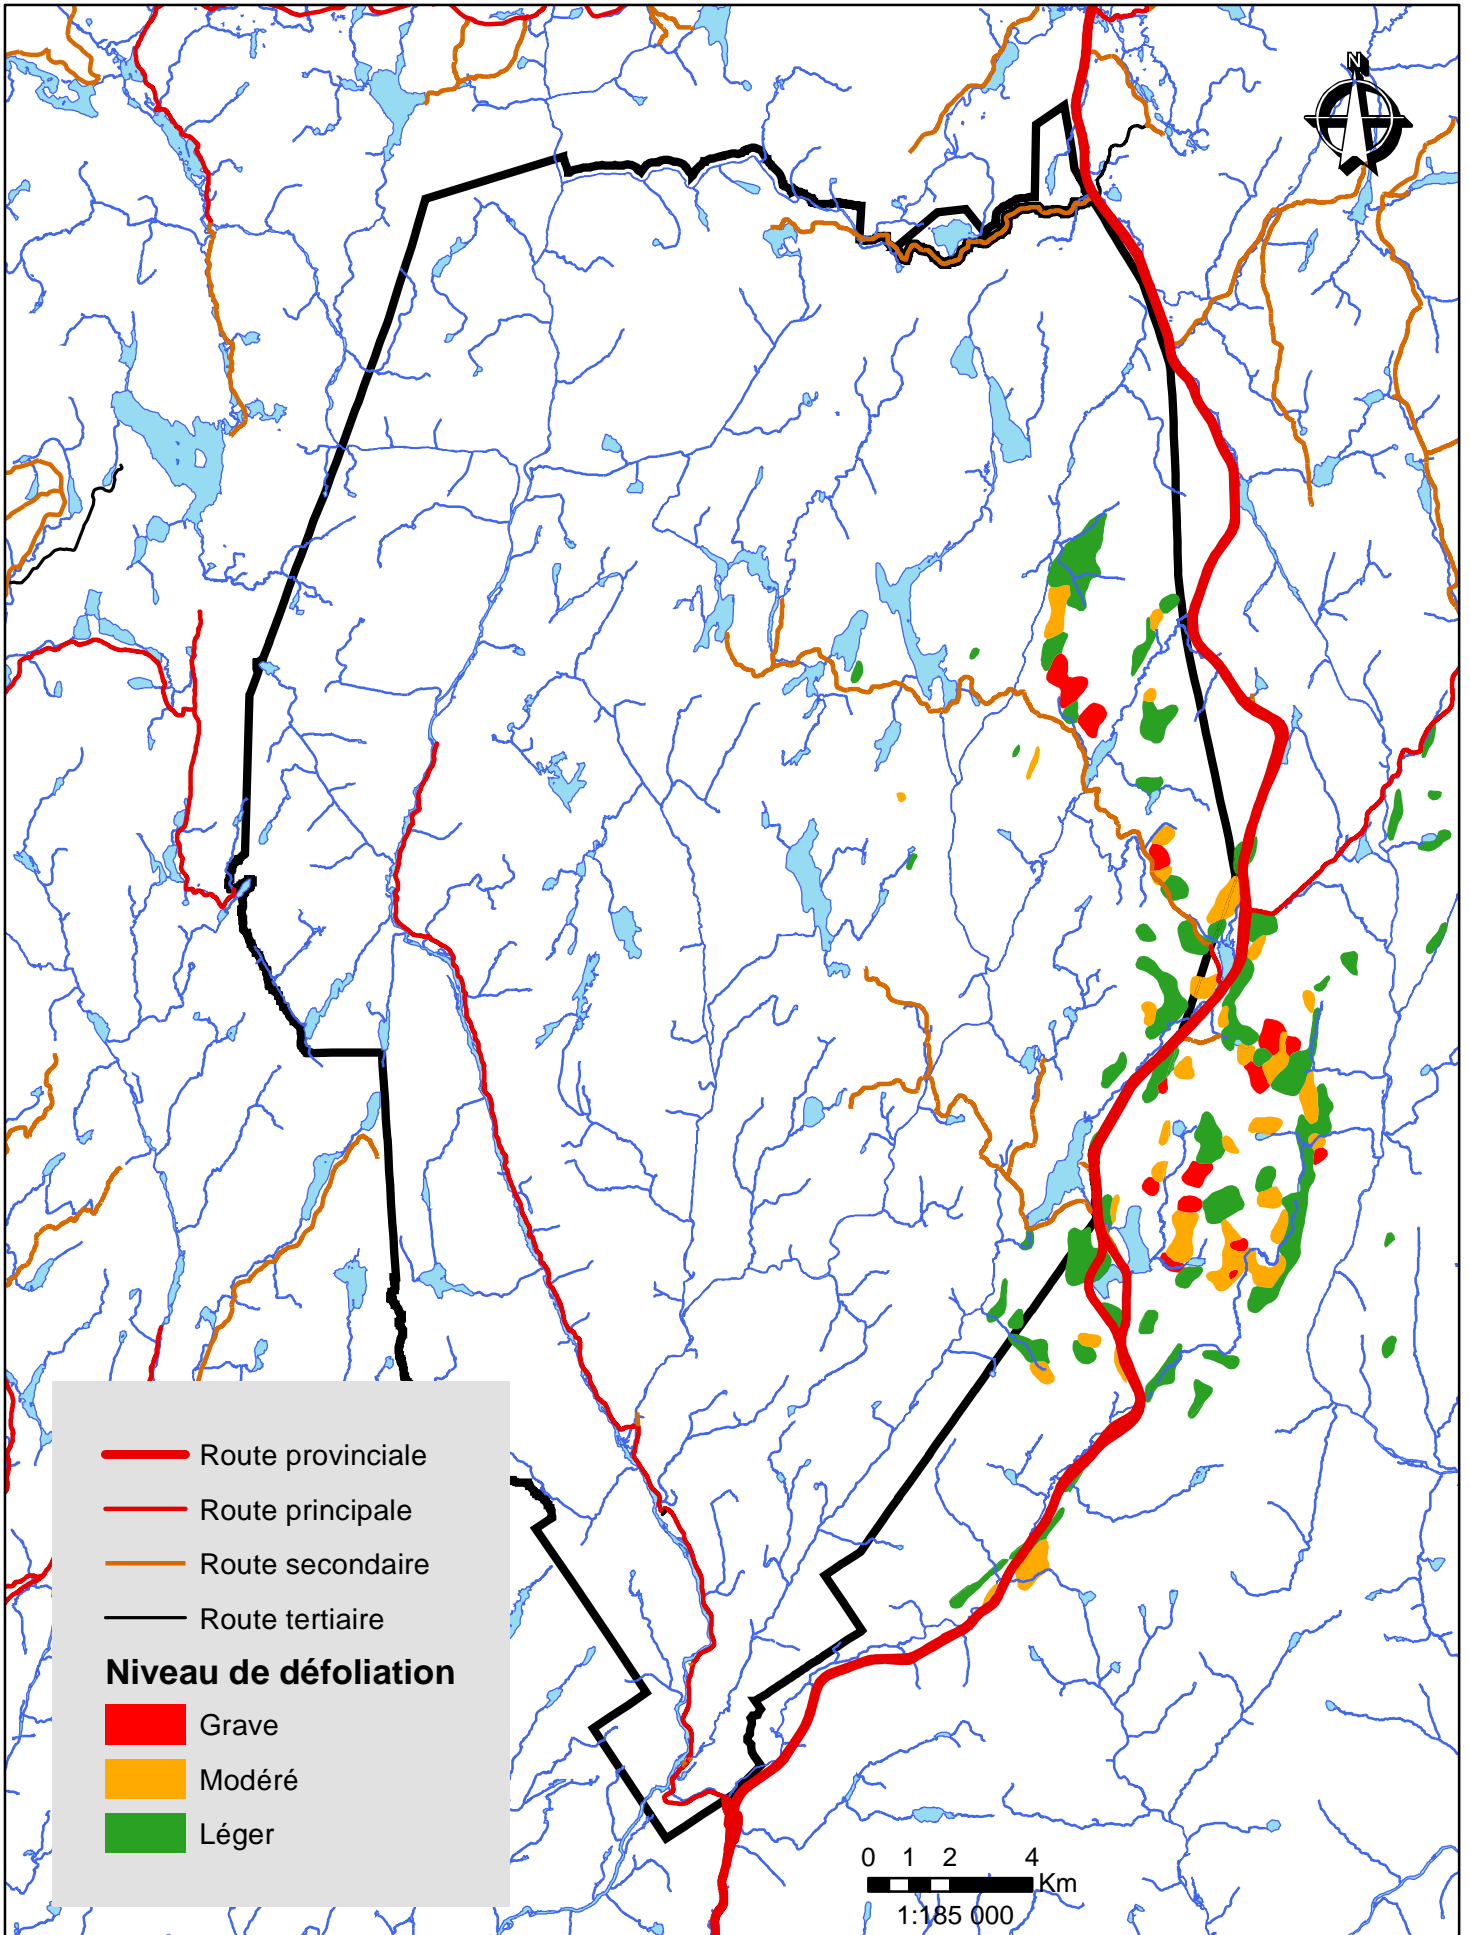 N
Route provinciale
Route principale
Route secondaire
Route tertiaire
Niveau de défoliation
Grave
Modéré
Léger
0 1 2 4
Km
1:185 000